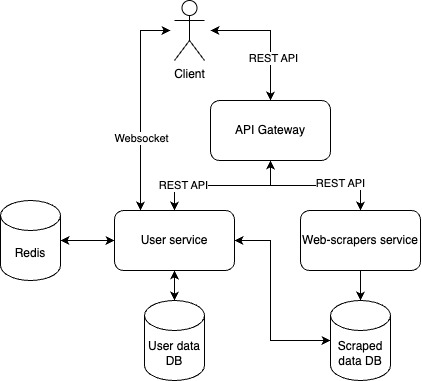 Client
REST API
API Gateway
Websocket
REST API
REST API
Redis
User service
Web-scrapers service
User data
DB
Scraped
data DB